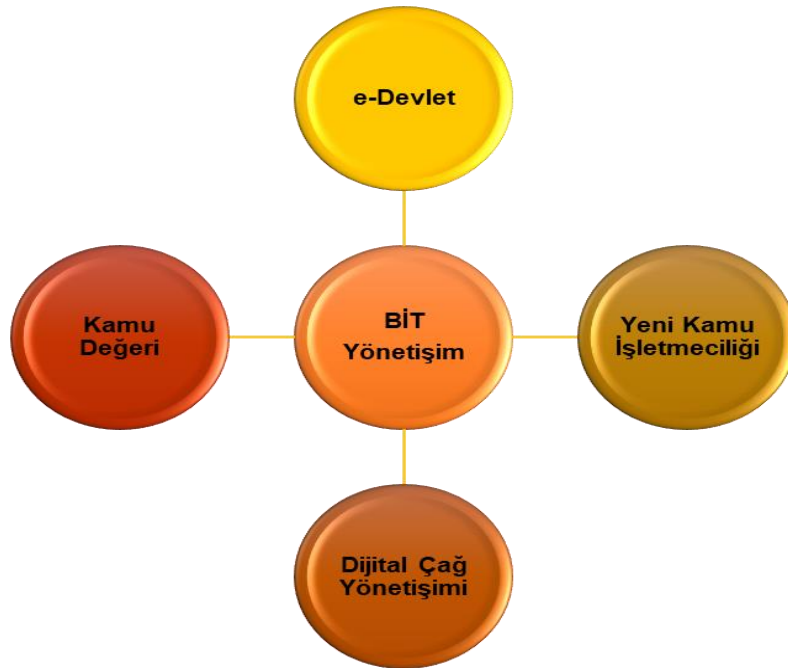 e-Devlet
Kamu
Değeri
BİT
Yönetişim
Yeni Kamu
İşletmeciliği
Dijital Çağ
Yönetişimi